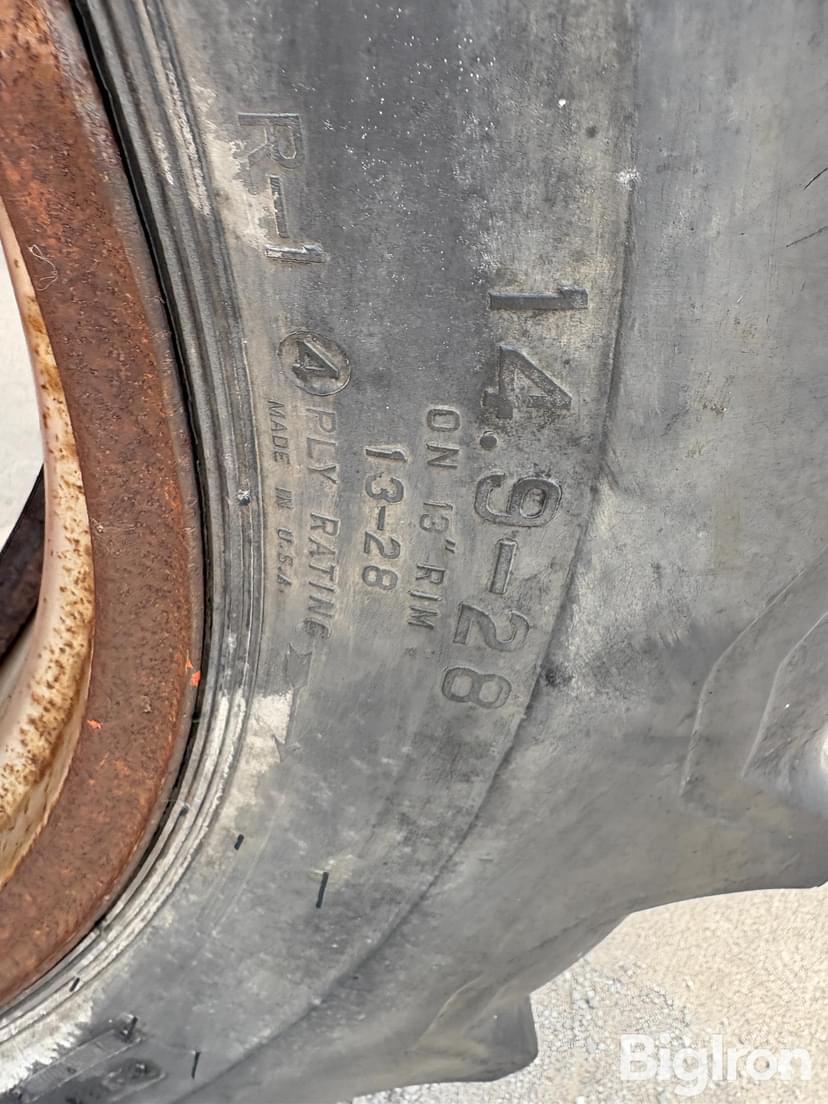 R-1
14.9-28
ON 13" RIM
13-28
4 PLY RATING
MADE IN U.S.A.
BigIron